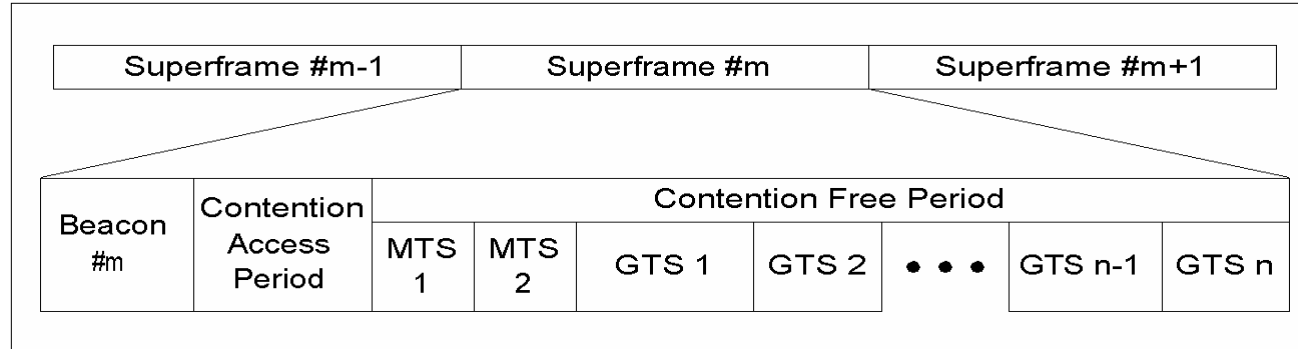 Superframe #m-1
Superframe #m
Superframe #m+1
Beacon
#m
Contention
Access
Period
Contention Free Period
MTS
1
MTS
2
GTS 1
GTS 2
• • •
GTS n-1
GTS n